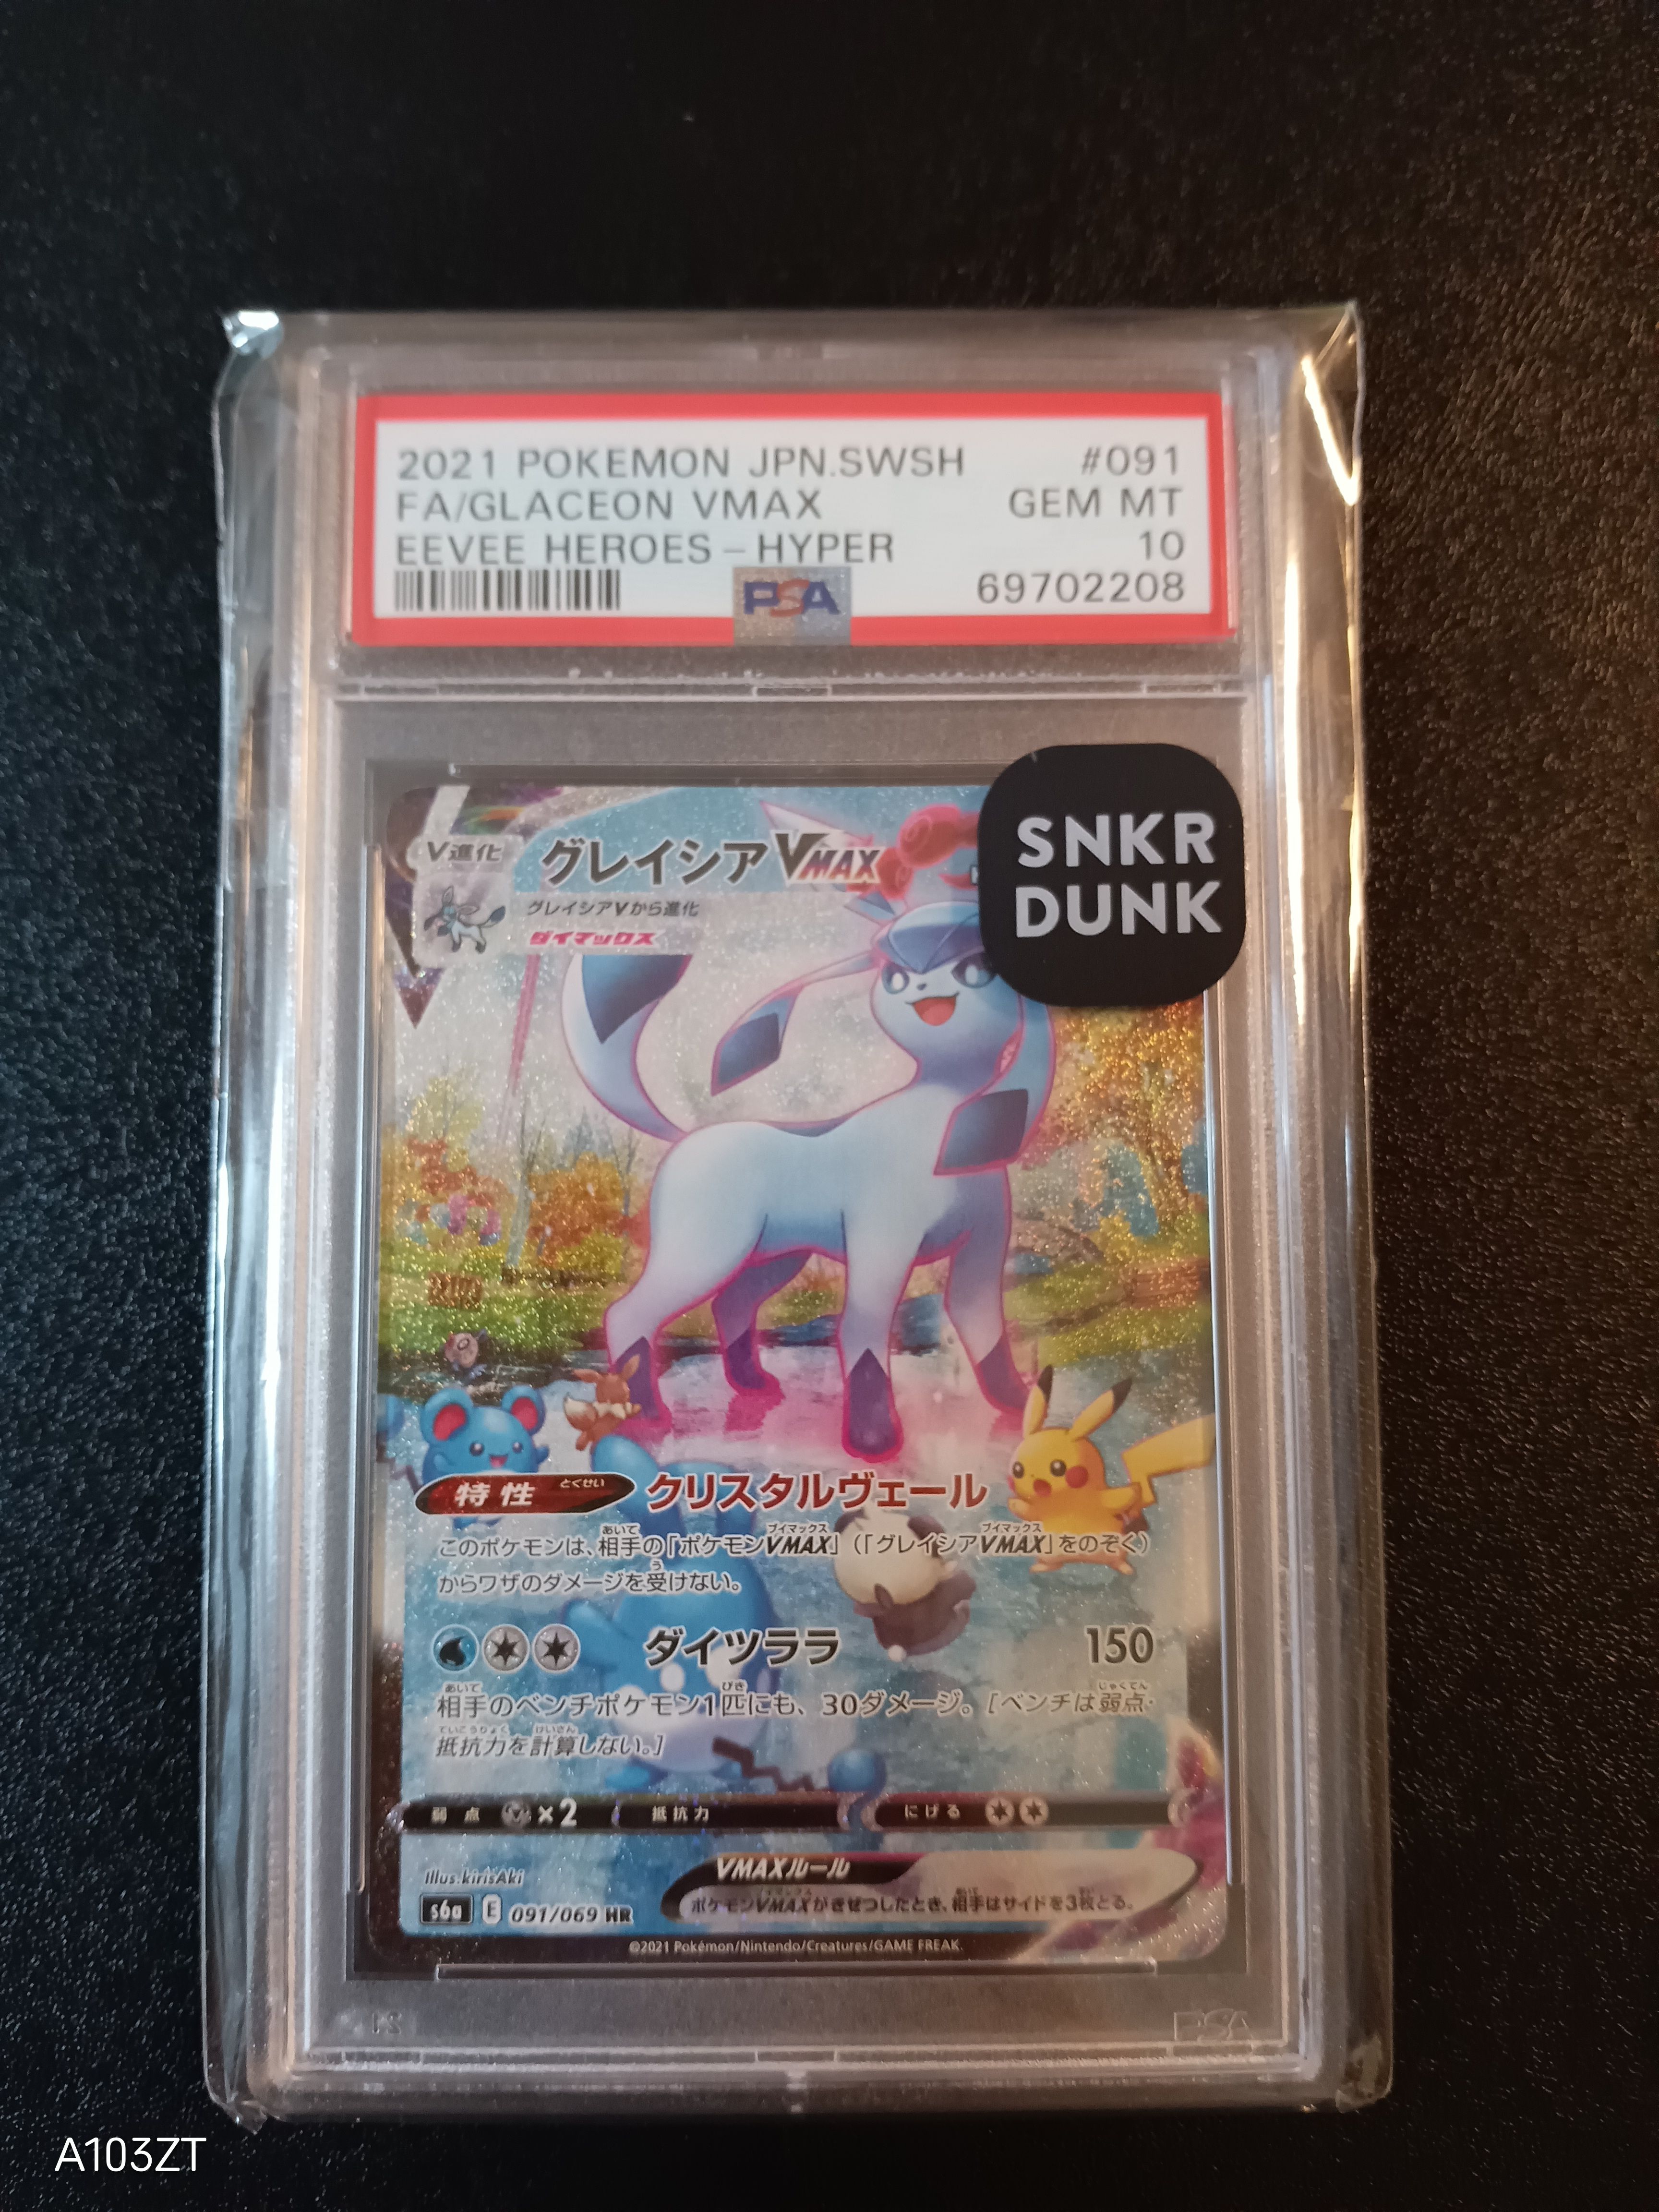 2021 POKEMON JPN.SWSH #091
FA/GLACEON VMAX GEM MT
EEVEE HEROES - HYPER 10
PSA 69702208
SNKR
DUNK
V進化 グレイシアVMAX
グレイシアVから進化
ダイマックス
特性 とくせい クリスタルヴェール
このポケモンは、相手の「ポケモンVMAX」(「グレイシアVMAX」をのぞく)
からワザのダメージを受けない。
ダイツララ 150
相手のベンチポケモン1匹にも、30ダメージ。[ベンチは弱点・
抵抗力を計算しない。]
弱点 ×2 抵抗力 にげる
Illus.kirisAki
VMAXルール
ポケモンVMAXがきぜつしたとき、相手はサイドを3枚とる。
s6a E 091/069 HR
©2021 Pokémon/Nintendo/Creatures/GAME FREAK.
PSA
A103ZT